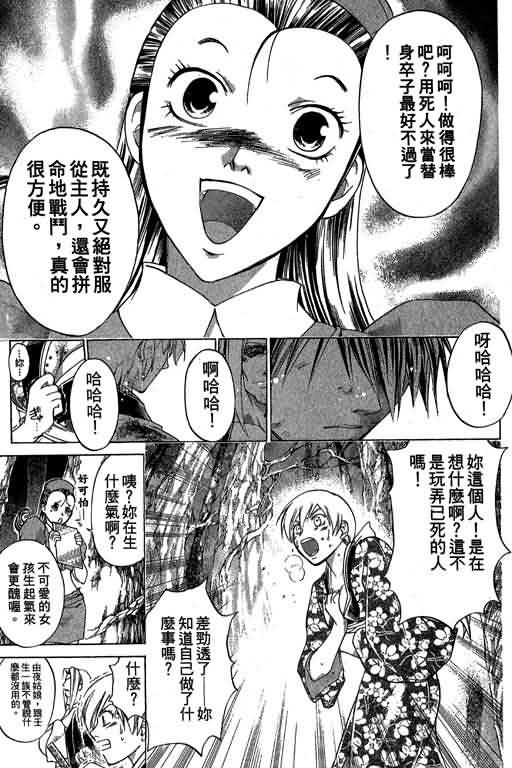 呵呵呵！做得很棒
吧？用死人來當替
身卒子最好不過了
！
既持久又絕對服
從主人，還會拼
命地戰鬥，真的
很方便。
呀哈哈哈！
啊哈哈！
哈哈哈！
…妳…
妳這個人！是在
想什麼啊？這不
是玩弄已死的人
嗎！
差勁透了——妳
知道自己做了什
麼事嗎？
咦？妳在生
什麼氣啊？
好可怕
不可愛的女
孩生起氣來
會更醜喔。
什麼？
由夜姑娘，跟王
生一族不管說什
麼都沒用的。